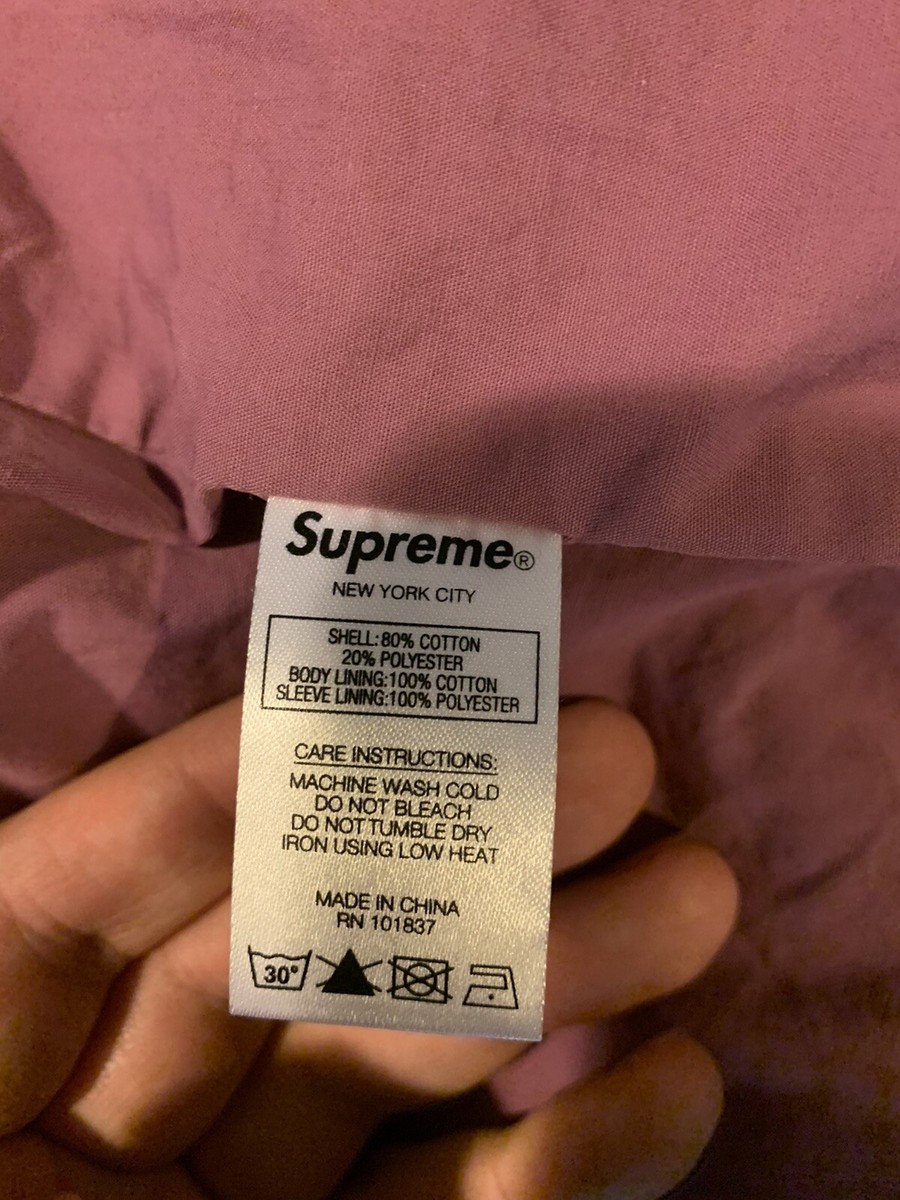 Supreme®
NEW YORK CITY
SHELL:80% COTTON
20% POLYESTER
BODY LINING:100% COTTON
SLEEVE LINING:100% POLYESTER
CARE INSTRUCTIONS:
MACHINE WASH COLD
DO NOT BLEACH
DO NOT TUMBLE DRY
IRON USING LOW HEAT
MADE IN CHINA
RN 101837
30°